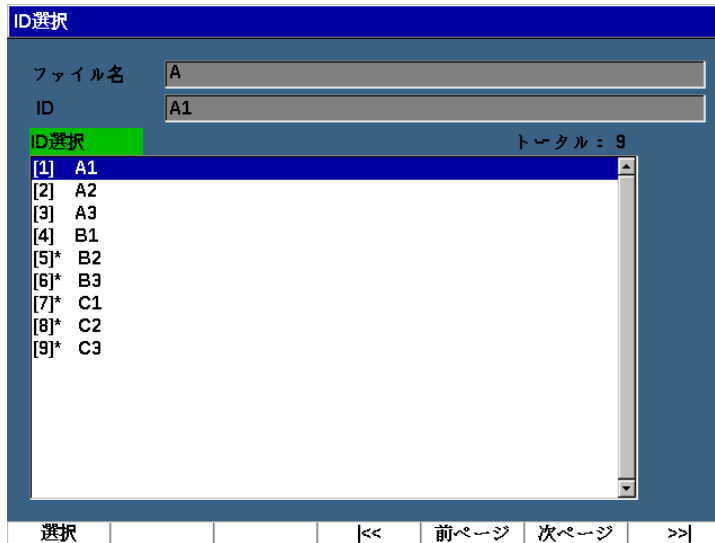 ID選択
ファイル名 A
ID A1
ID選択 トータル: 9
[1] A1
[2] A2
[3] A3
[4] B1
[5]* B2
[6]* B3
[7]* C1
[8]* C2
[9]* C3
選択 |<< 前ページ 次ページ >>|